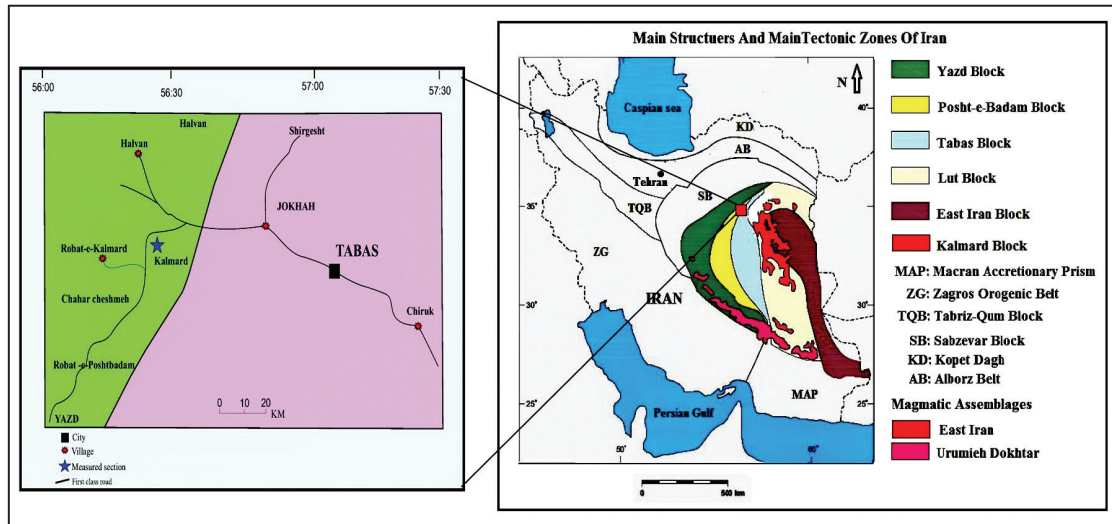 56:00
56:30
57:00
57:30
Halvan
Halvan
Shirgesht
JOKHAH
Robat-e-Kalmard
Kalmard
TABAS
Chahar cheshmeh
Chiruk
Robat -e-Poshtbadam
YAZD
0 10 20
KM
City
Village
Measured section
First class road
Main Structuers And MainTectonic Zones Of Iran
N
Caspian sea
40°
KD
AB
Tehran
SB
TQB
35°
ZG
IRAN
30°
MAP
25°
Persian Gulf
50°
60°
0 500 km
Yazd Block
Posht-e-Badam Block
Tabas Block
Lut Block
East Iran Block
Kalmard Block
MAP: Macran Accretionary Prism
ZG: Zagros Orogenic Belt
TQB: Tabriz-Qum Block
SB: Sabzevar Block
KD: Kopet Dagh
AB: Alborz Belt
Magmatic Assemblages
East Iran
Urumieh Dokhtar